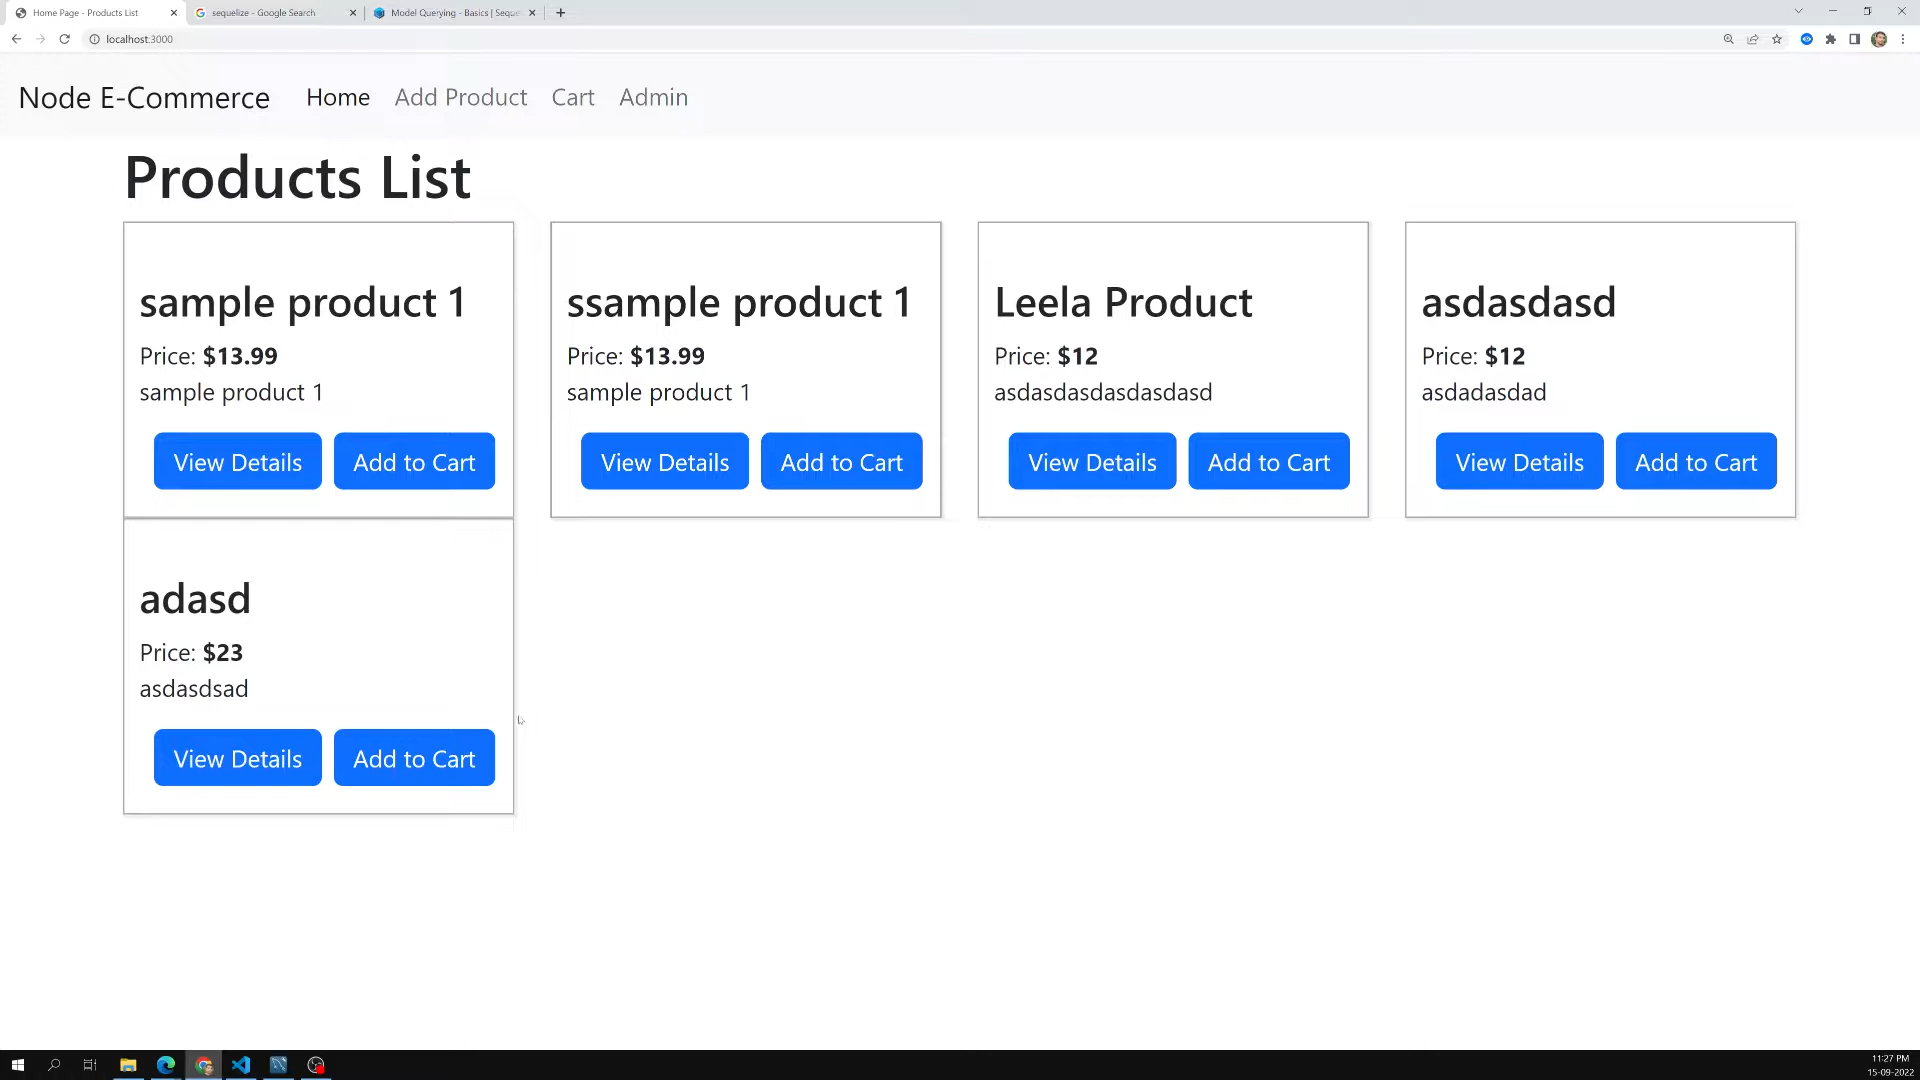 Home Page - Products List
sequelize - Google Search
Model Querying - Basics | Seque
localhost:3000
Node E-Commerce Home Add Product Cart Admin
Products List
sample product 1
Price: $13.99
sample product 1
View Details Add to Cart
ssample product 1
Price: $13.99
sample product 1
View Details Add to Cart
Leela Product
Price: $12
asdasdasdasdasdasd
View Details Add to Cart
asdasdasd
Price: $12
asdadasdad
View Details Add to Cart
adasd
Price: $23
asdasdsad
View Details Add to Cart
11:27 PM
15-09-2022